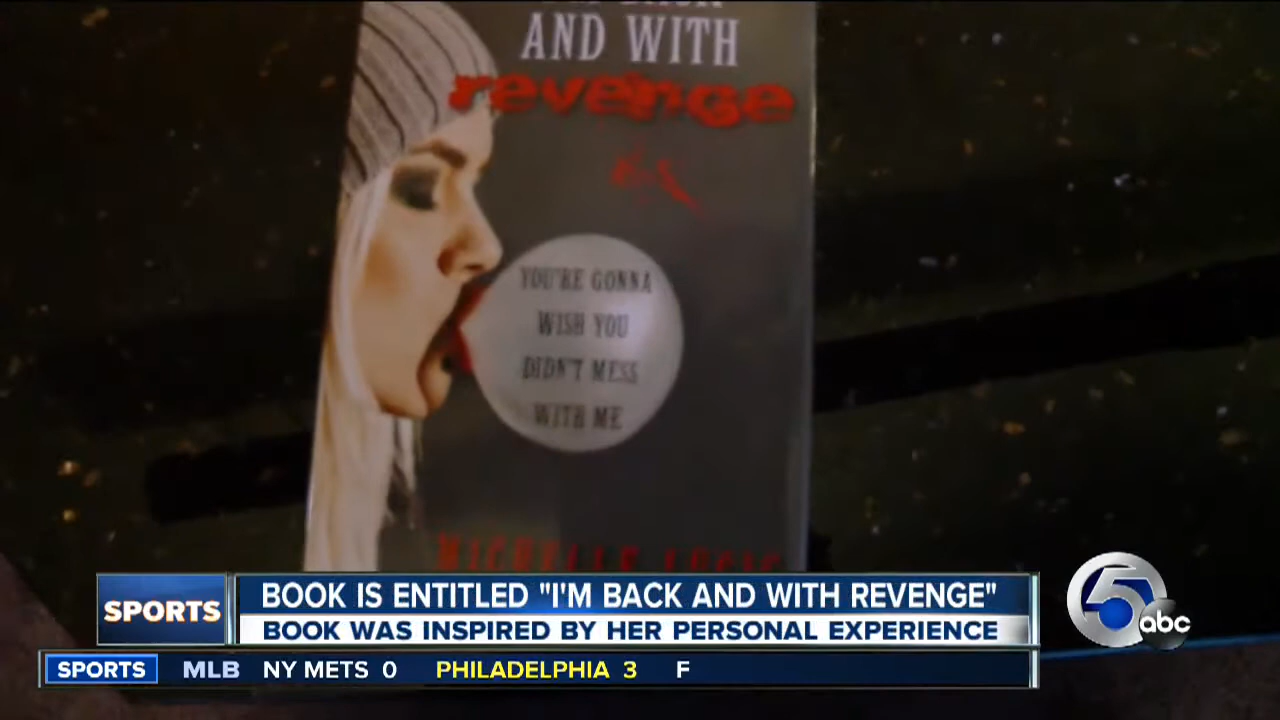 AND WITH
revenge
YOU'RE GONNA
WISH YOU
DIDN'T MESS
WITH ME
MICHELLE
SPORTS
BOOK IS ENTITLED "I'M BACK AND WITH REVENGE"
BOOK WAS INSPIRED BY HER PERSONAL EXPERIENCE
5
abc
SPORTS MLB NY METS 0 PHILADELPHIA 3 F